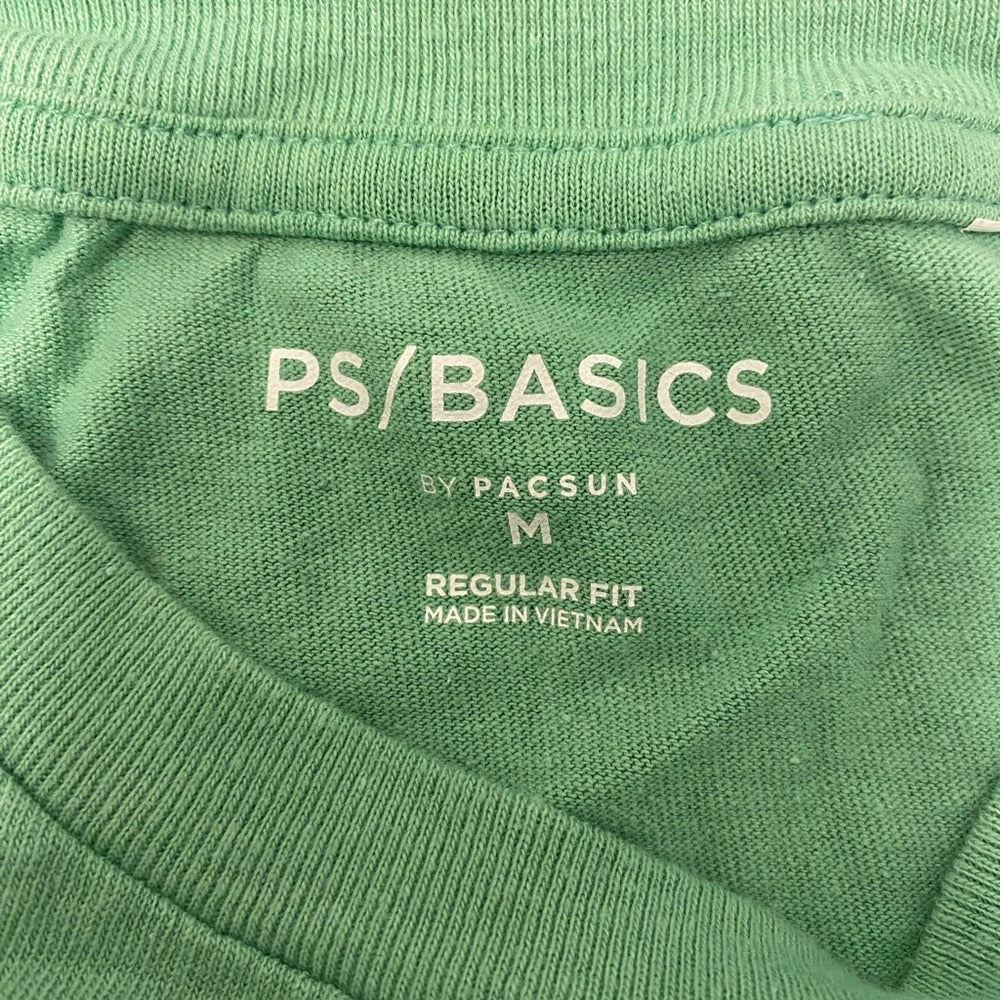 PS/BASICS
BY PACSUN
M
REGULAR FIT
MADE IN VIETNAM